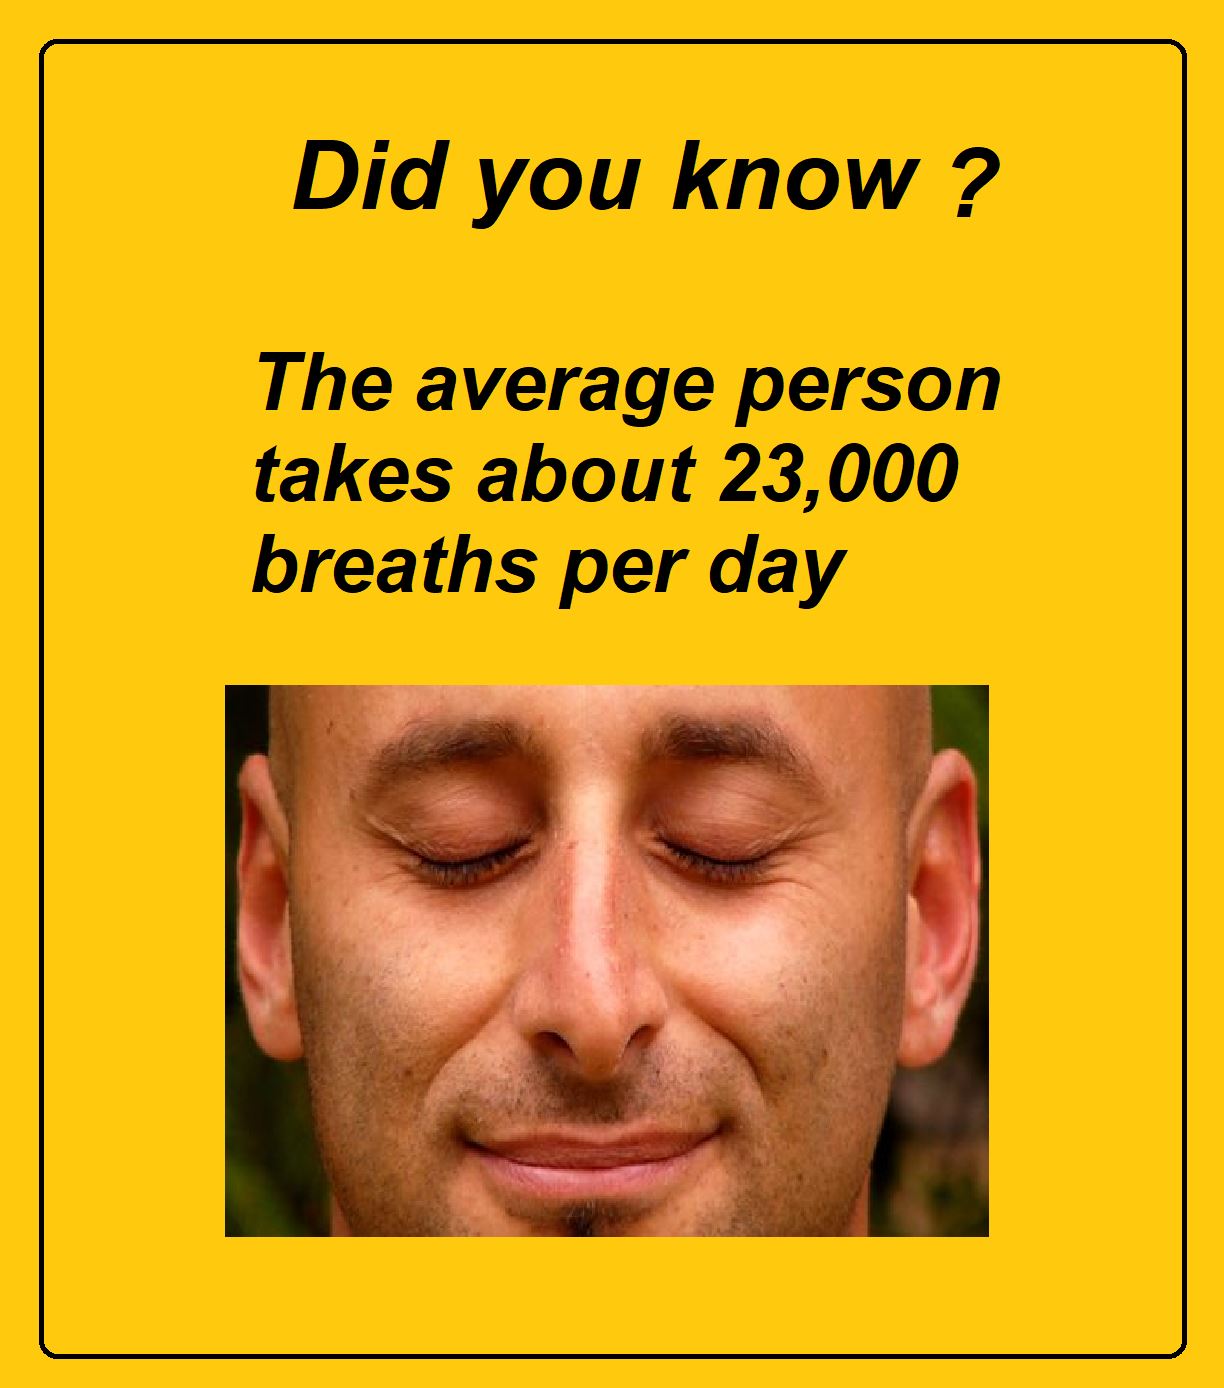 Did you know ?
The average person
takes about 23,000
breaths per day